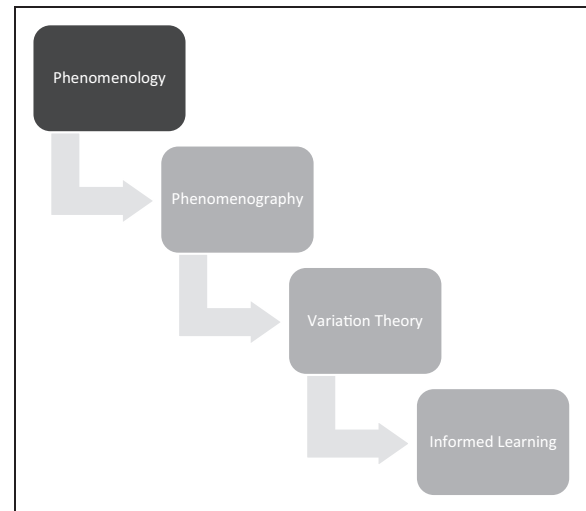 Phenomenology
Phenomenography
Variation Theory
Informed Learning